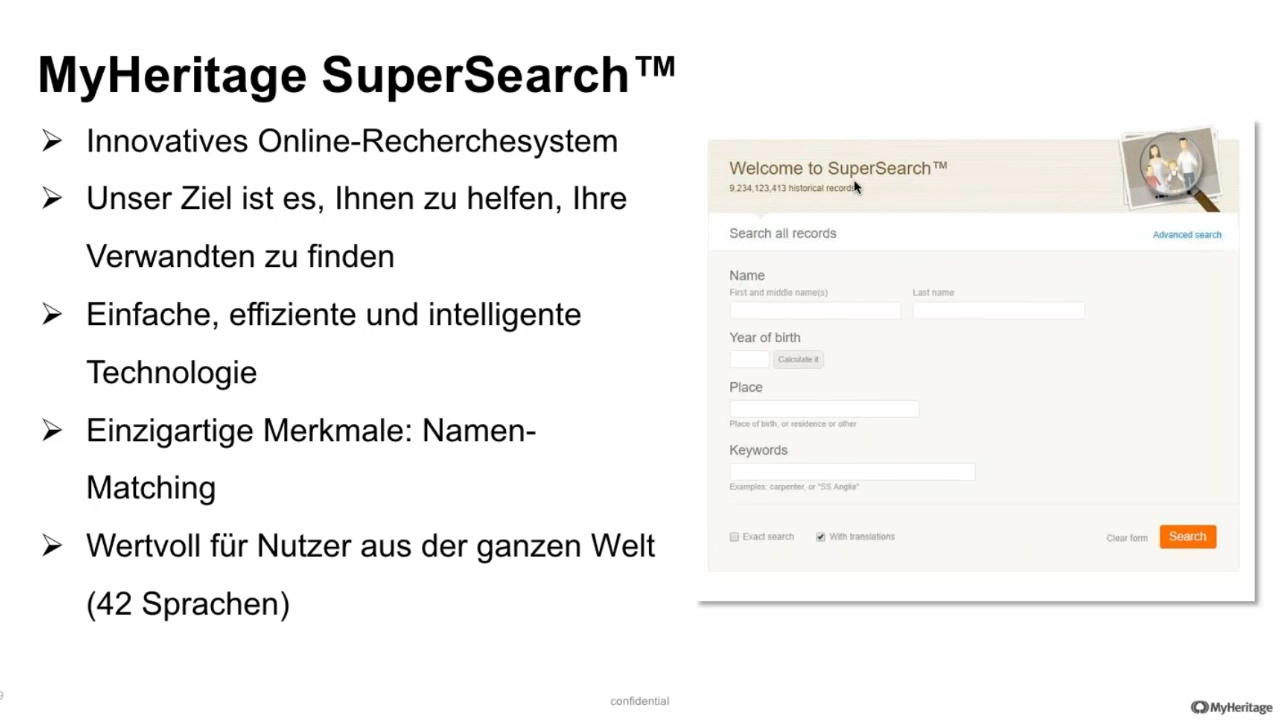 MyHeritage SuperSearch™
➢ Innovatives Online-Recherchesystem
➢ Unser Ziel ist es, Ihnen zu helfen, Ihre
Verwandten zu finden
➢ Einfache, effiziente und intelligente
Technologie
➢ Einzigartige Merkmale: Namen-
Matching
➢ Wertvoll für Nutzer aus der ganzen Welt
(42 Sprachen)
Welcome to SuperSearch™
9,234,123,413 historical records
Search all records
Advanced search
Name
First and middle name(s)
Last name
Year of birth
Calculate it
Place
Place of birth, or residence or other
Keywords
Examples: carpenter, or "SS Anglia"
Exact search
With translations
Clear form
Search
9
confidential
MyHeritage